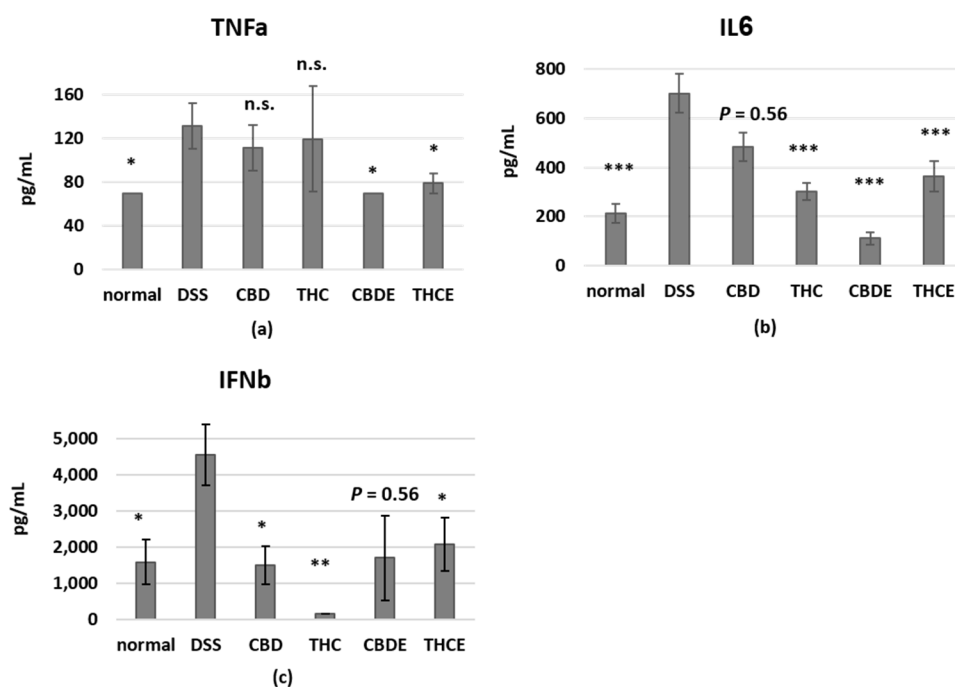 TNFa
pg/mL
160
120
80
40
0
*
n.s.
n.s.
*
*
normal DSS CBD THC CBDE THCE
(a)
IL6
pg/mL
800
600
400
200
0
***
P = 0.56
***
***
***
normal DSS CBD THC CBDE THCE
(b)
IFNb
pg/mL
5,000
4,000
3,000
2,000
1,000
0
*
*
**
P = 0.56
*
normal DSS CBD THC CBDE THCE
(c)